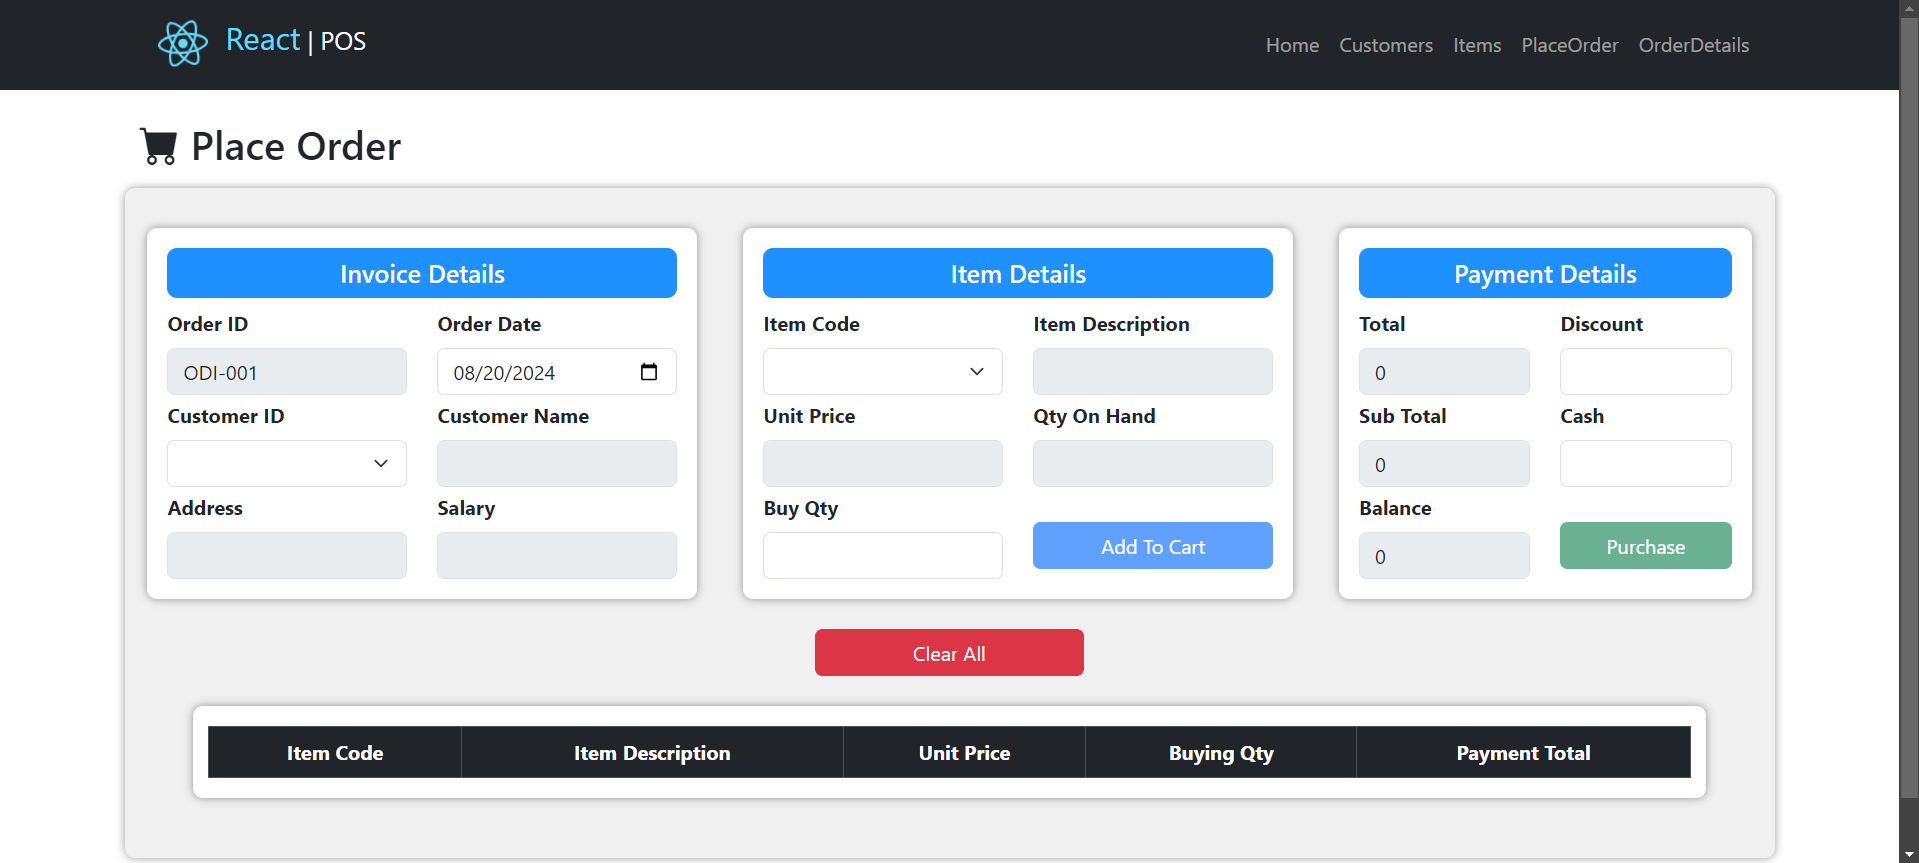 React | POS
Home Customers Items PlaceOrder OrderDetails
Place Order
Invoice Details
Order ID Order Date
ODI-001 08/20/2024
Customer ID Customer Name
Address Salary
Item Details
Item Code Item Description
Unit Price Qty On Hand
Buy Qty
Add To Cart
Payment Details
Total Discount
0
Sub Total Cash
0
Balance
0 Purchase
Clear All
Item Code Item Description Unit Price Buying Qty Payment Total